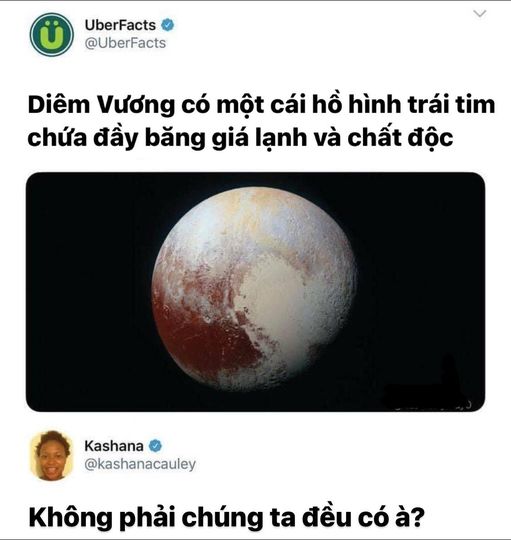 UberFacts
@UberFacts
Diêm Vương có một cái hồ hình trái tim
chứa đầy băng giá lạnh và chất độc
Kashana
@kashanacauley
Không phải chúng ta đều có à?